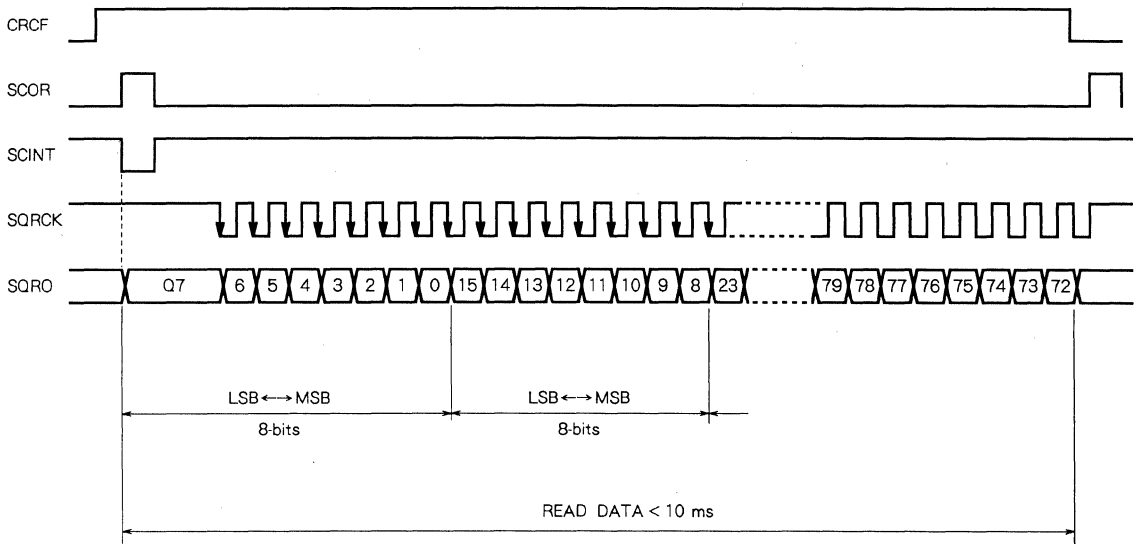 CRCF
SCOR
SCINT
SQRCK
SQRO Q7 6 5 4 3 2 1 0 15 14 13 12 11 10 9 8 23 79 78 77 76 75 74 73 72
LSB ←→ MSB LSB ←→ MSB
8-bits 8-bits
READ DATA < 10 ms